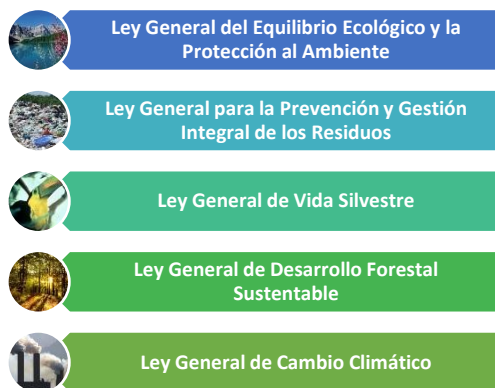 Ley General del Equilibrio Ecológico y la
Protección al Ambiente
Ley General para la Prevención y Gestión
Integral de los Residuos
Ley General de Vida Silvestre
Ley General de Desarrollo Forestal
Sustentable
Ley General de Cambio Climático